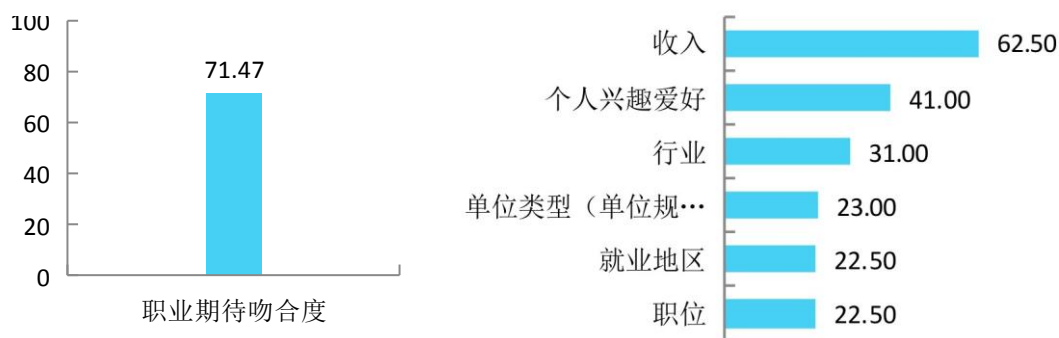 100
80
60
40
20
0
71.47
职业期待吻合度
收入 62.50
个人兴趣爱好 41.00
行业 31.00
单位类型（单位规… 23.00
就业地区 22.50
职位 22.50